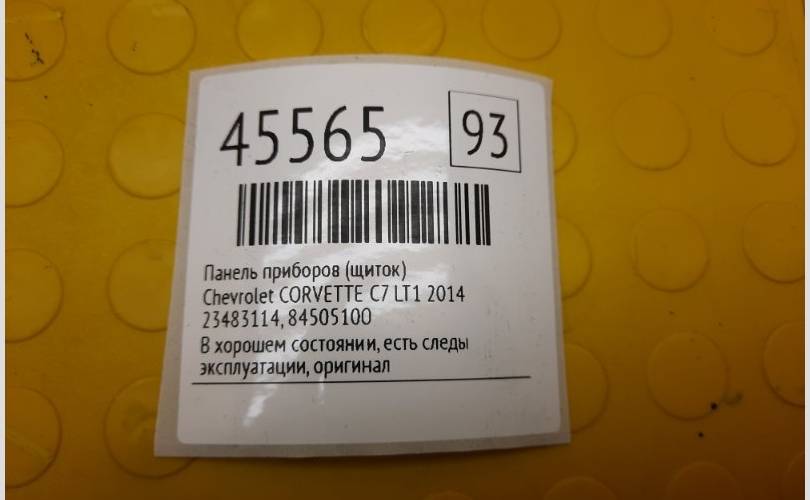 45565 93
Панель приборов (щиток)
Chevrolet CORVETTE C7 LT1 2014
23483114, 84505100
В хорошем состоянии, есть следы
эксплуатации, оригинал